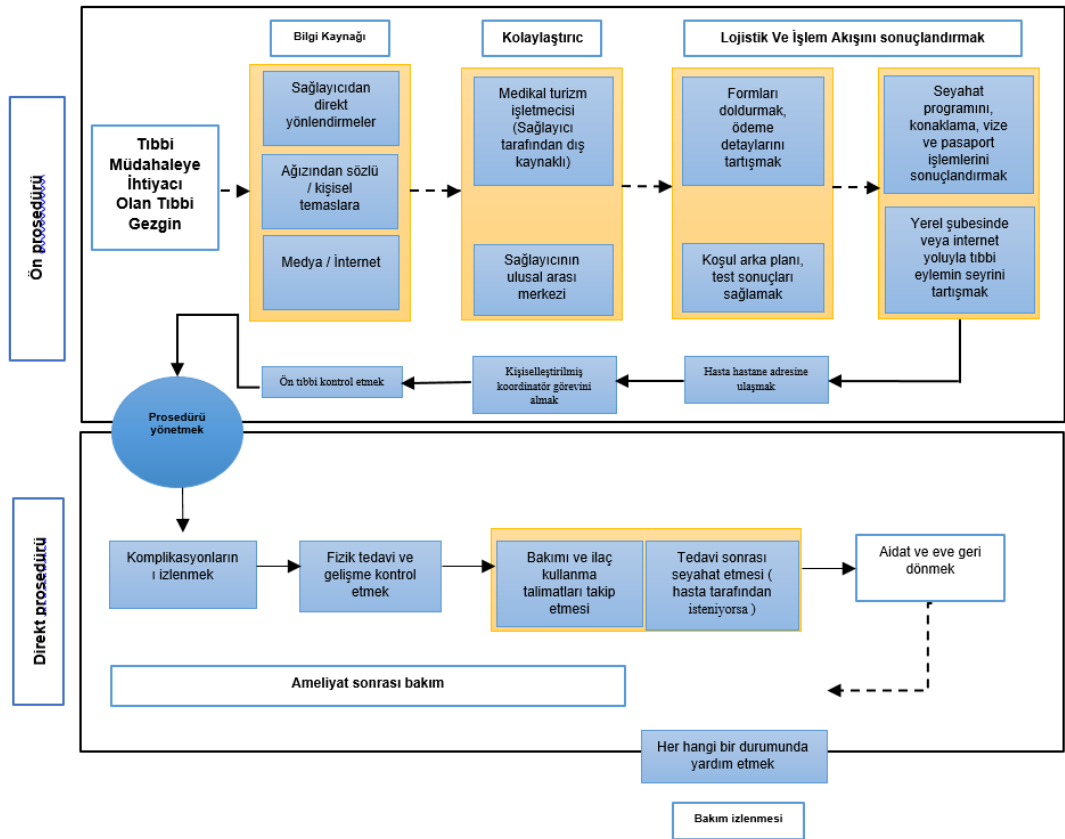 Ön prosedürü
Bilgi Kaynağı
Kolaylaştırıc
Lojistik Ve İşlem Akışını sonuçlandırmak
Tıbbi
Müdahaleye
İhtiyacı
Olan Tıbbi
Gezgin
Sağlayıcıdan
direkt
yönlendirmeler
Ağızından sözlü /
kişisel
temaslara
Medya / İnternet
Medikal turizm
işletmecisi
(Sağlayıcı
tarafından dış
kaynaklı)
Sağlayıcının
ulusal arası
merkezi
Formları
doldurmak,
ödeme
detaylarını
tartışmak
Koşul arka planı,
test sonuçları
sağlamak
Seyahat
programını,
konaklama, vize
ve pasaport
işlemlerini
sonuçlandırmak
Yerel şubesinde
veya internet
yoluyla tıbbi
eylemin seyrini
tartışmak
Hasta hastane adresine
ulaşmak
Kişiselleştirilmiş
koordinatör görevini
almak
Ön tıbbi kontrol etmek
Prosedürü
yönetmek
Direkt prosedürü
Komplikasyonların
ı izlenmek
Fizik tedavi ve
gelişme kontrol
etmek
Bakımı ve ilaç
kullanma
talimatları takip
etmesi
Tedavi sonrası
seyahat etmesi (
hasta tarafından
isteniyorsa )
Aidat ve eve geri
dönmek
Ameliyat sonrası bakım
Her hangi bir durumunda
yardım etmek
Bakım izlenmesi